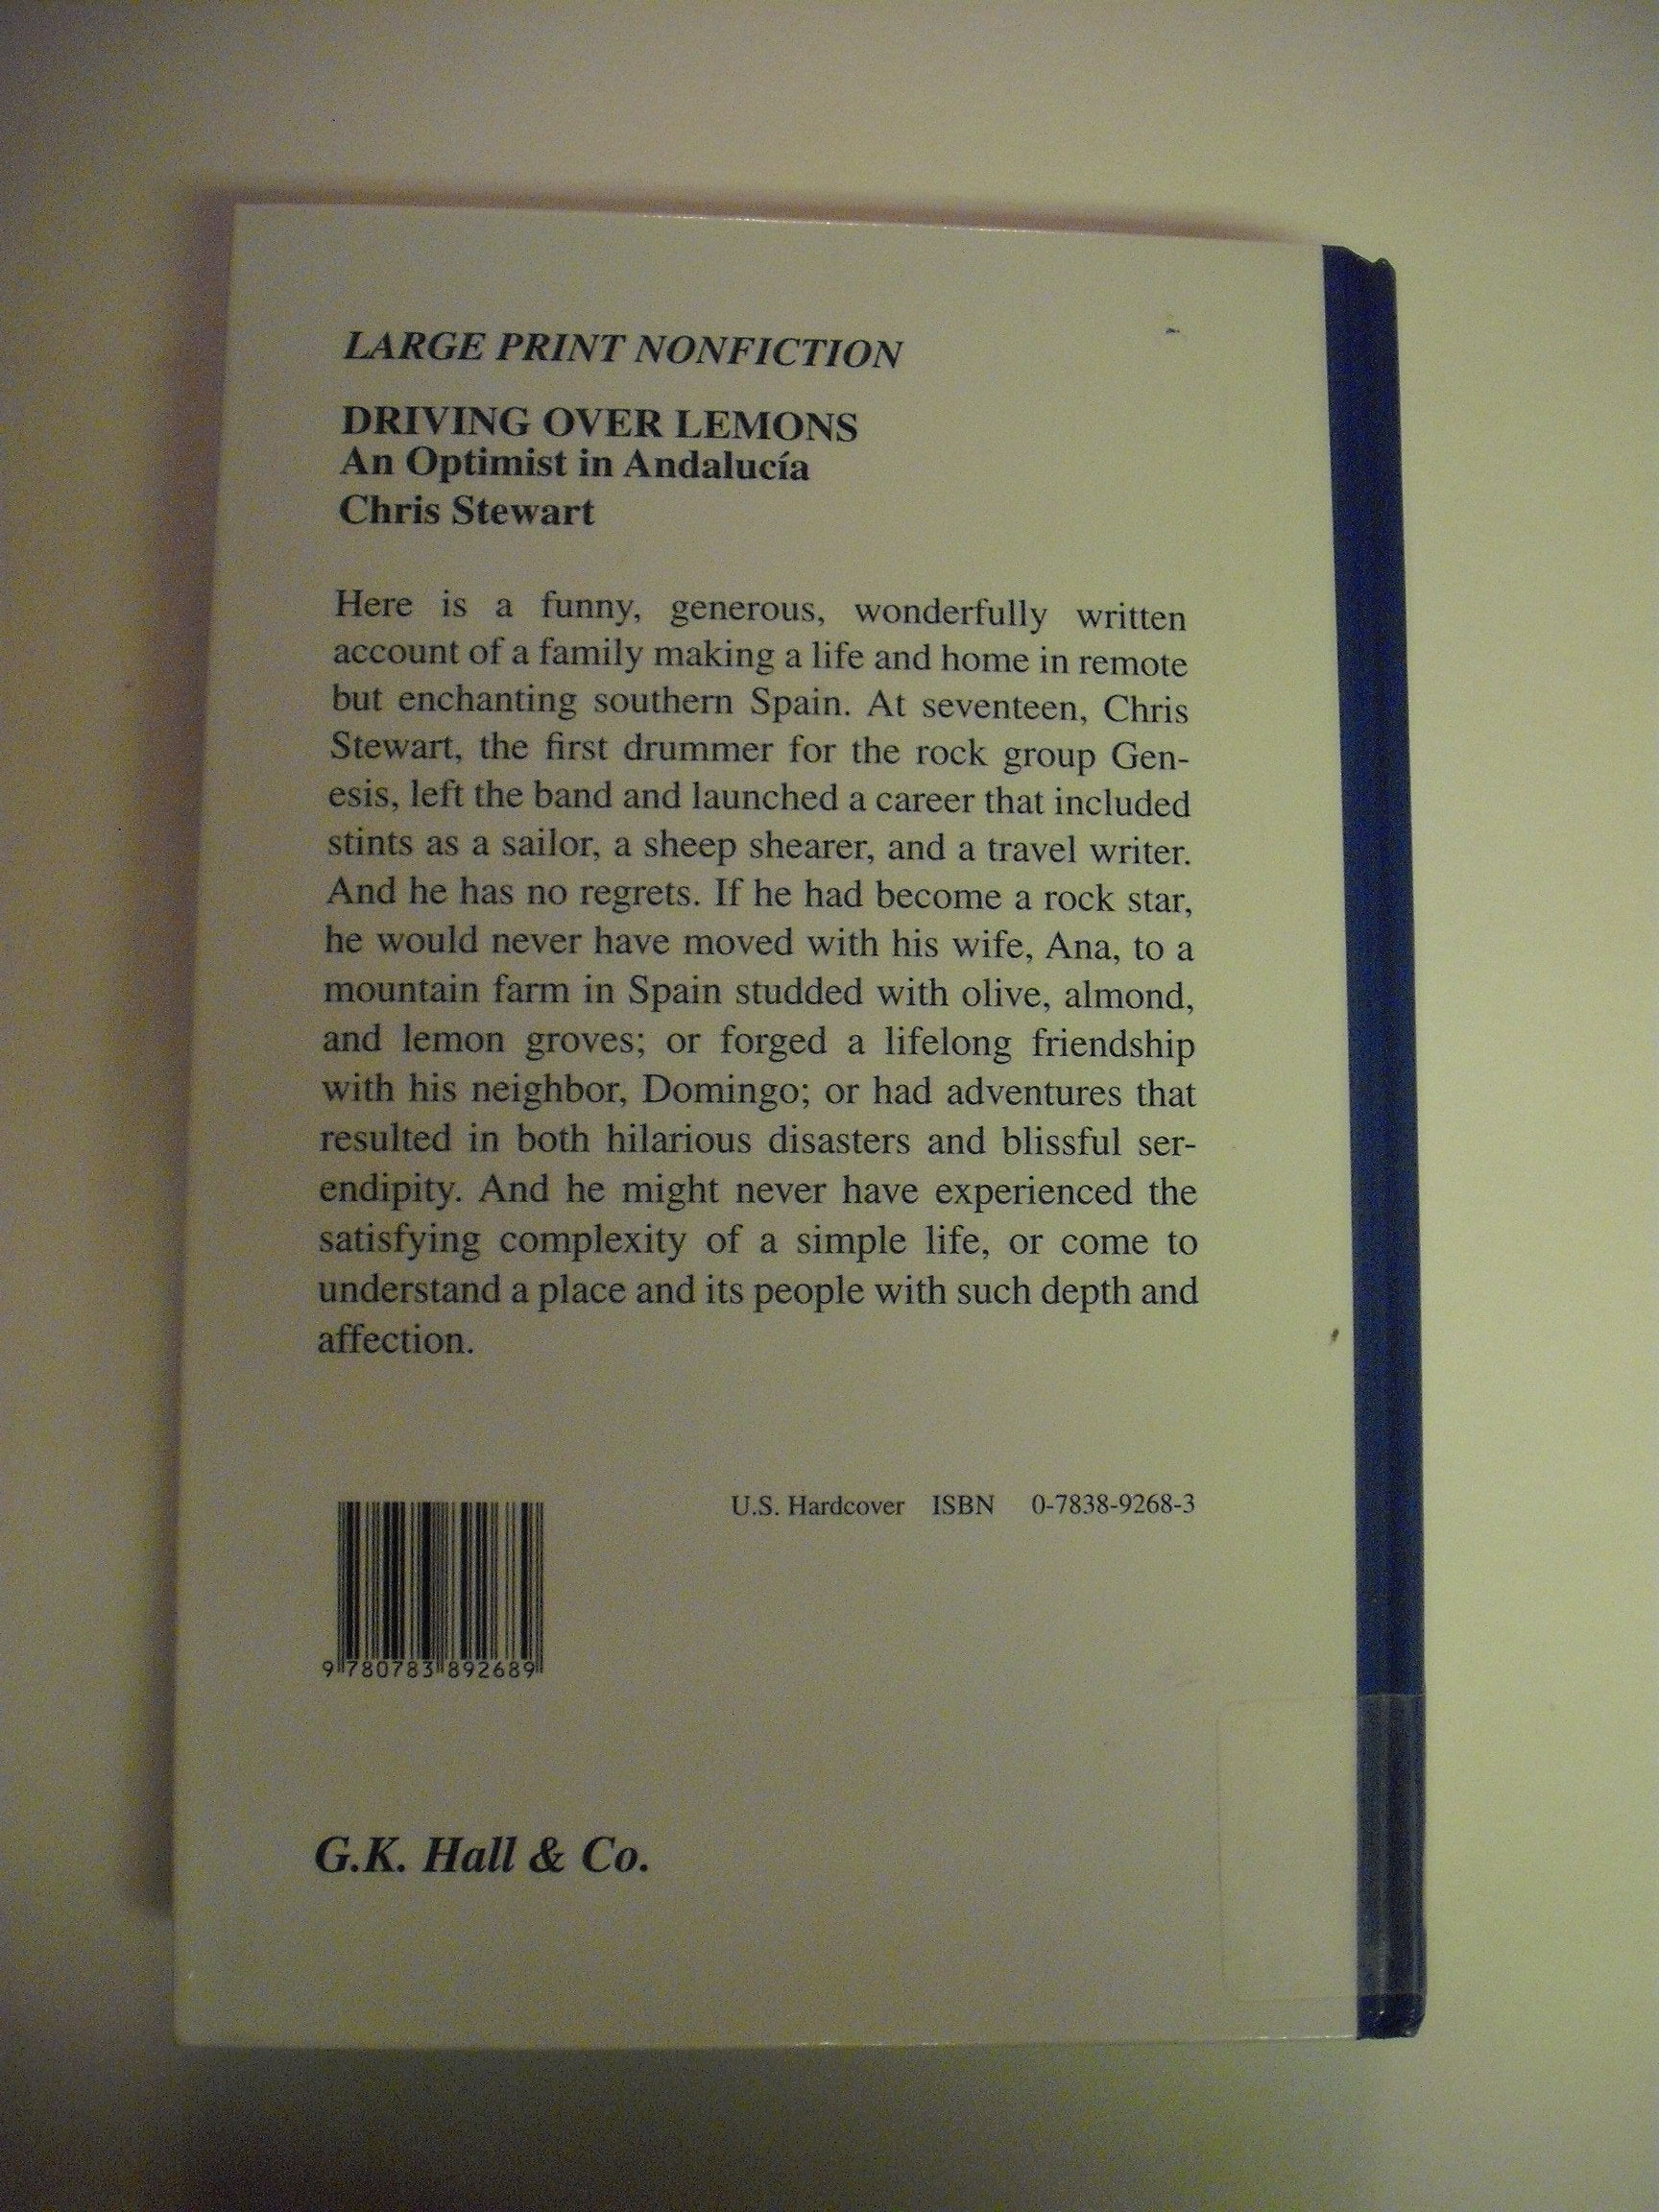 LARGE PRINT NONFICTION
DRIVING OVER LEMONS
An Optimist in Andalucía
Chris Stewart
Here is a funny, generous, wonderfully written
account of a family making a life and home in remote
but enchanting southern Spain. At seventeen, Chris
Stewart, the first drummer for the rock group Gen-
esis, left the band and launched a career that included
stints as a sailor, a sheep shearer, and a travel writer.
And he has no regrets. If he had become a rock star,
he would never have moved with his wife, Ana, to a
mountain farm in Spain studded with olive, almond,
and lemon groves; or forged a lifelong friendship
with his neighbor, Domingo; or had adventures that
resulted in both hilarious disasters and blissful ser-
endipity. And he might never have experienced the
satisfying complexity of a simple life, or come to
understand a place and its people with such depth and
affection.
U.S. Hardcover ISBN 0-7838-9268-3
9 780783 892689
G.K. Hall & Co.